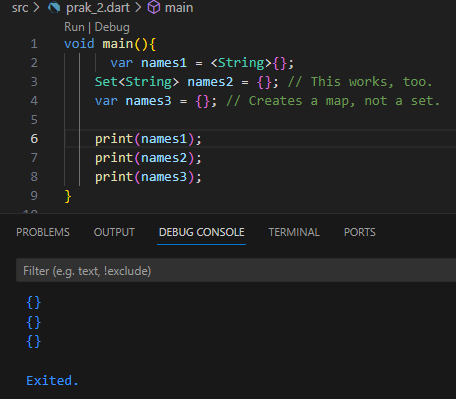 src > prak_2.dart > main
Run | Debug
1 void main(){
2 var names1 = <String>{};
3 Set<String> names2 = {}; // This works, too.
4 var names3 = {}; // Creates a map, not a set.
5
6 print(names1);
7 print(names2);
8 print(names3);
9 }
10
PROBLEMS OUTPUT DEBUG CONSOLE TERMINAL PORTS
Filter (e.g. text, !exclude)
{}
{}
{}
Exited.